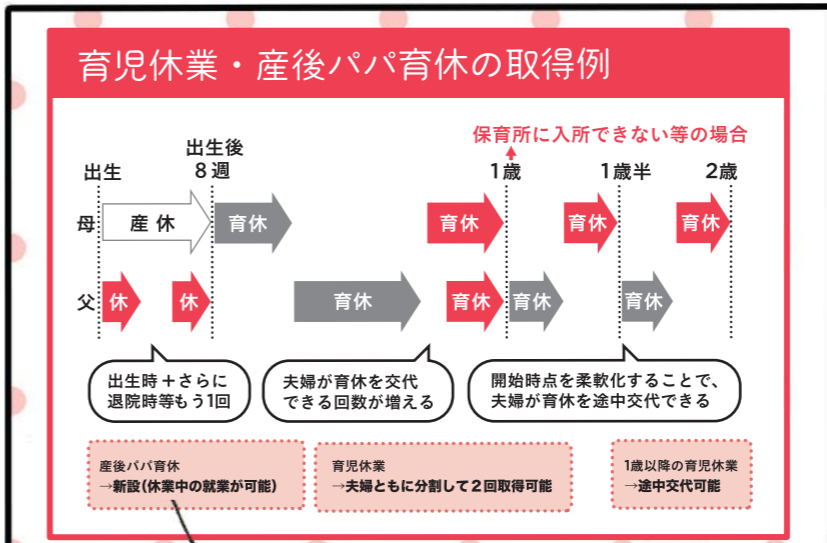 育児休業・産後パパ育休の取得例
保育所に入所できない等の場合
出生
出生後
8週
1歳
1歳半
2歳
母
産休
育休
育休
育休
育休
父
休
休
育休
育休
育休
育休
出生時+さらに
退院時等もう1回
夫婦が育休を交代
できる回数が増える
開始時点を柔軟化することで、
夫婦が育休を途中交代できる
産後パパ育休
→新設(休業中の就業が可能)
育児休業
→夫婦ともに分割して2回取得可能
1歳以降の育児休業
→途中交代可能